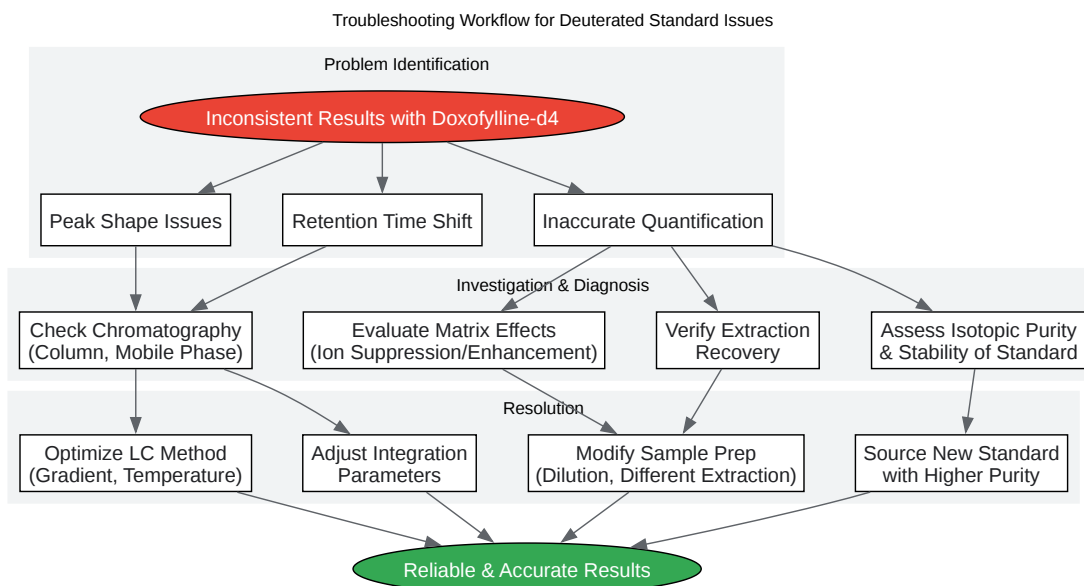 Troubleshooting Workflow for Deuterated Standard Issues
Problem Identification
Inconsistent Results with Doxofylline-d4
Peak Shape Issues
Retention Time Shift
Inaccurate Quantification
Investigation & Diagnosis
Check Chromatography
(Column, Mobile Phase)
Evaluate Matrix Effects
(Ion Suppression/Enhancement)
Verify Extraction
Recovery
Assess Isotopic Purity
& Stability of Standard
Resolution
Optimize LC Method
(Gradient, Temperature)
Adjust Integration
Parameters
Modify Sample Prep
(Dilution, Different Extraction)
Source New Standard
with Higher Purity
Reliable & Accurate Results